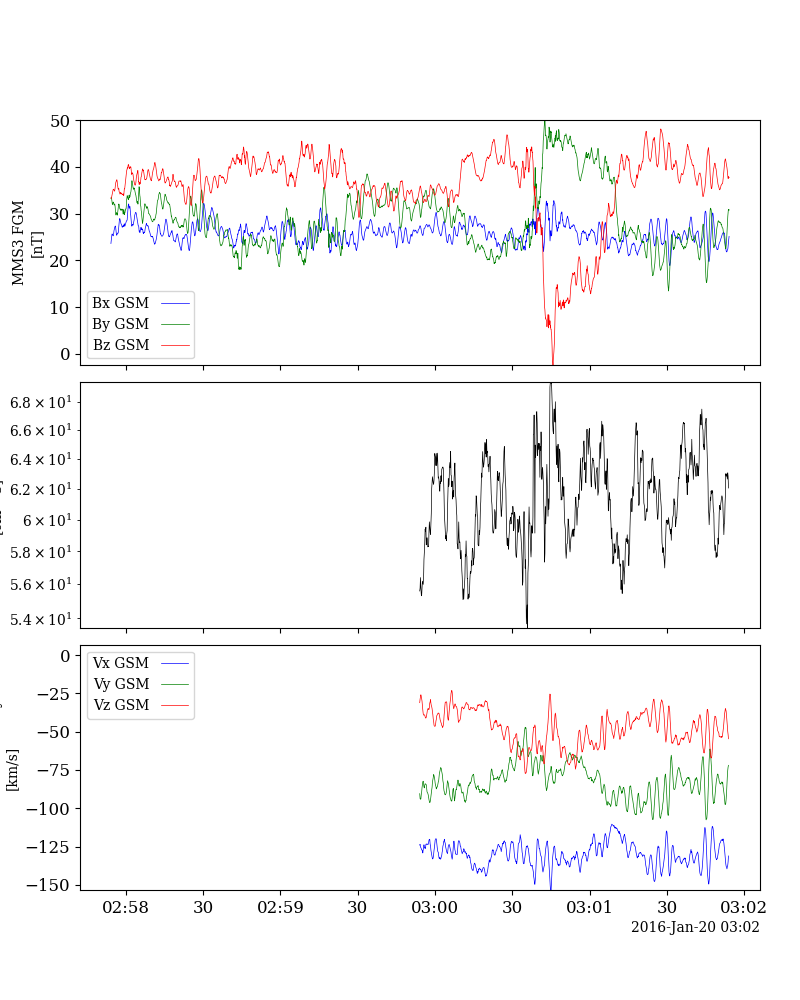 50
40
30
20
10
0
MMS3 FGM
[nT]
Bx GSM
By GSM
Bz GSM
6.8 × 10¹
6.6 × 10¹
6.4 × 10¹
6.2 × 10¹
6 × 10¹
5.8 × 10¹
5.6 × 10¹
5.4 × 10¹
0
−25
−50
−75
−100
−125
−150
[km/s]
Vx GSM
Vy GSM
Vz GSM
02:58 30 02:59 30 03:00 30 03:01 30 03:02
2016-Jan-20 03:02